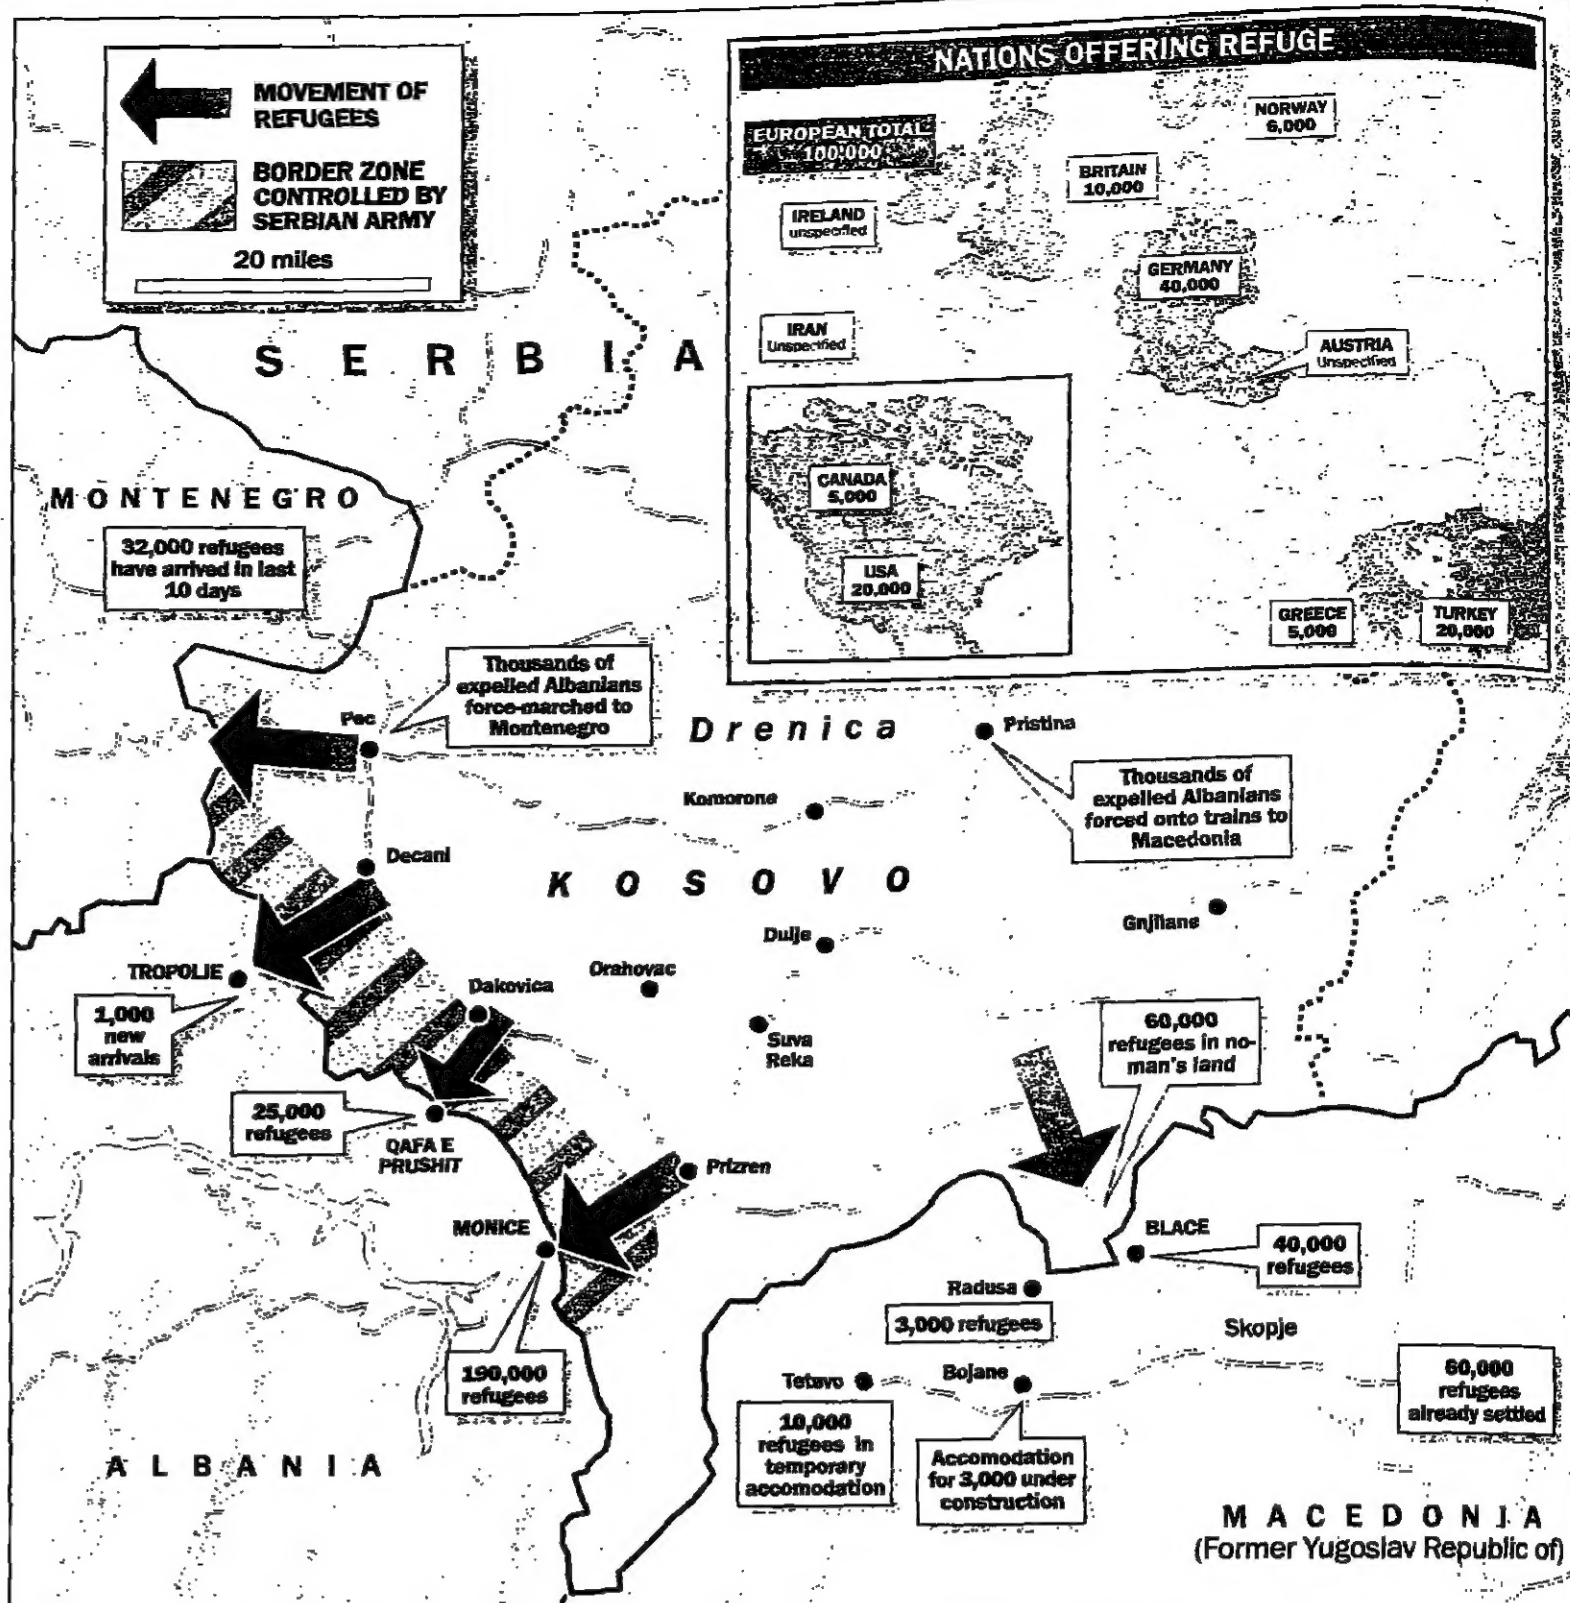 MOVEMENT OF
REFUGEES
BORDER ZONE
CONTROLLED BY
SERBIAN ARMY
20 miles
NATIONS OFFERING REFUGE
EUROPEAN TOTAL
100'000
NORWAY
6,000
BRITAIN
10,000
IRELAND
unspecified
GERMANY
40,000
IRAN
Unspecified
AUSTRIA
Unspecified
CANADA
5,000
USA
20,000
GREECE
5,000
TURKEY
20,000
SERBIA
MONTENEGRO
32,000 refugees
have arrived in last
10 days
Thousands of
expelled Albanians
force-marched to
Montenegro
Pec
Drenica
Pristina
Thousands of
expelled Albanians
forced onto trains to
Macedonia
Komorone
Decani
KOSOVO
Gnjilane
Dulje
Orahovac
TROPOLJE
1,000
new
arrivals
Dakovica
Suva
Reka
60,000
refugees in no-
man's land
25,000
refugees
QAFA E
PRUSHIT
Prizren
MONICE
BLACE
40,000
refugees
Radusa
3,000 refugees
Skopje
190,000
refugees
Tetovo
10,000
refugees in
temporary
accomodation
Bojane
Accomodation
for 3,000 under
construction
60,000
refugees
already settled
ALBANIA
MACEDONIA
(Former Yugoslav Republic of)